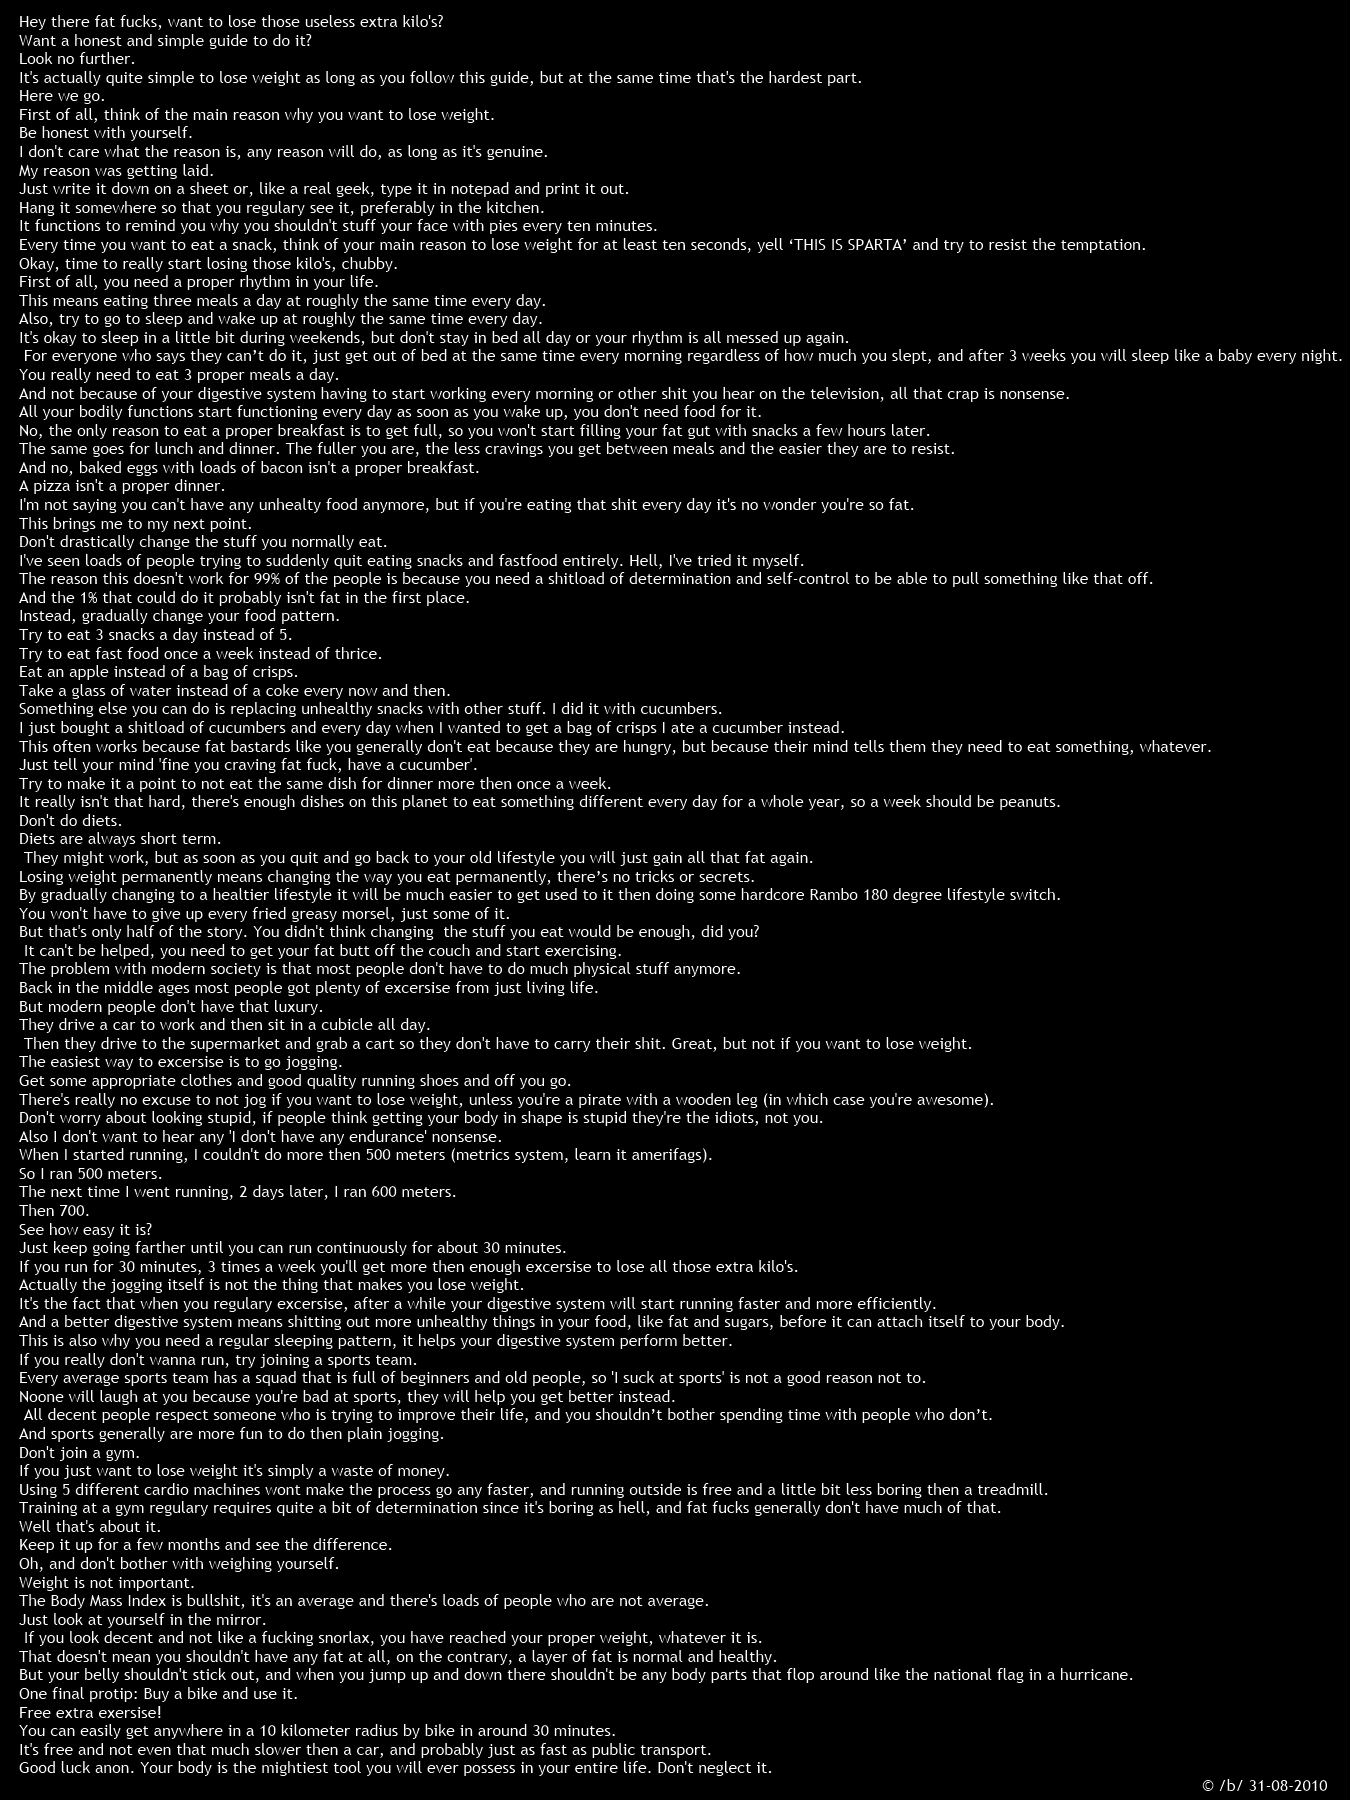 Hey there fat fucks, want to lose those useless extra kilo's?
Want a honest and simple guide to do it?
Look no further.
It's actually quite simple to lose weight as long as you follow this guide, but at the same time that's the hardest part.
Here we go.
First of all, think of the main reason why you want to lose weight.
Be honest with yourself.
I don't care what the reason is, any reason will do, as long as it's genuine.
My reason was getting laid.
Just write it down on a sheet or, like a real geek, type it in notepad and print it out.
Hang it somewhere so that you regulary see it, preferably in the kitchen.
It functions to remind you why you shouldn't stuff your face with pies every ten minutes.
Every time you want to eat a snack, think of your main reason to lose weight for at least ten seconds, yell ‘THIS IS SPARTA’ and try to resist the temptation.
Okay, time to really start losing those kilo's, chubby.
First of all, you need a proper rhythm in your life.
This means eating three meals a day at roughly the same time every day.
Also, try to go to sleep and wake up at roughly the same time every day.
It's okay to sleep in a little bit during weekends, but don't stay in bed all day or your rhythm is all messed up again.
For everyone who says they can’t do it, just get out of bed at the same time every morning regardless of how much you slept, and after 3 weeks you will sleep like a baby every night.
You really need to eat 3 proper meals a day.
And not because of your digestive system having to start working every morning or other shit you hear on the television, all that crap is nonsense.
All your bodily functions start functioning every day as soon as you wake up, you don't need food for it.
No, the only reason to eat a proper breakfast is to get full, so you won't start filling your fat gut with snacks a few hours later.
The same goes for lunch and dinner. The fuller you are, the less cravings you get between meals and the easier they are to resist.
And no, baked eggs with loads of bacon isn't a proper breakfast.
A pizza isn't a proper dinner.
I'm not saying you can't have any unhealty food anymore, but if you're eating that shit every day it's no wonder you're so fat.
This brings me to my next point.
Don't drastically change the stuff you normally eat.
I've seen loads of people trying to suddenly quit eating snacks and fastfood entirely. Hell, I've tried it myself.
The reason this doesn't work for 99% of the people is because you need a shitload of determination and self-control to be able to pull something like that off.
And the 1% that could do it probably isn't fat in the first place.
Instead, gradually change your food pattern.
Try to eat 3 snacks a day instead of 5.
Try to eat fast food once a week instead of thrice.
Eat an apple instead of a bag of crisps.
Take a glass of water instead of a coke every now and then.
Something else you can do is replacing unhealthy snacks with other stuff. I did it with cucumbers.
I just bought a shitload of cucumbers and every day when I wanted to get a bag of crisps I ate a cucumber instead.
This often works because fat bastards like you generally don't eat because they are hungry, but because their mind tells them they need to eat something, whatever.
Just tell your mind 'fine you craving fat fuck, have a cucumber'.
Try to make it a point to not eat the same dish for dinner more then once a week.
It really isn't that hard, there's enough dishes on this planet to eat something different every day for a whole year, so a week should be peanuts.
Don't do diets.
Diets are always short term.
They might work, but as soon as you quit and go back to your old lifestyle you will just gain all that fat again.
Losing weight permanently means changing the way you eat permanently, there’s no tricks or secrets.
By gradually changing to a healtier lifestyle it will be much easier to get used to it then doing some hardcore Rambo 180 degree lifestyle switch.
You won't have to give up every fried greasy morsel, just some of it.
But that's only half of the story. You didn't think changing  the stuff you eat would be enough, did you?
It can't be helped, you need to get your fat butt off the couch and start exercising.
The problem with modern society is that most people don't have to do much physical stuff anymore.
Back in the middle ages most people got plenty of excersise from just living life.
But modern people don't have that luxury.
They drive a car to work and then sit in a cubicle all day.
Then they drive to the supermarket and grab a cart so they don't have to carry their shit. Great, but not if you want to lose weight.
The easiest way to excersise is to go jogging.
Get some appropriate clothes and good quality running shoes and off you go.
There's really no excuse to not jog if you want to lose weight, unless you're a pirate with a wooden leg (in which case you're awesome).
Don't worry about looking stupid, if people think getting your body in shape is stupid they're the idiots, not you.
Also I don't want to hear any 'I don't have any endurance' nonsense.
When I started running, I couldn't do more then 500 meters (metrics system, learn it amerifags).
So I ran 500 meters.
The next time I went running, 2 days later, I ran 600 meters.
Then 700.
See how easy it is?
Just keep going farther until you can run continuously for about 30 minutes.
If you run for 30 minutes, 3 times a week you'll get more then enough excersise to lose all those extra kilo's.
Actually the jogging itself is not the thing that makes you lose weight.
It's the fact that when you regulary excersise, after a while your digestive system will start running faster and more efficiently.
And a better digestive system means shitting out more unhealthy things in your food, like fat and sugars, before it can attach itself to your body.
This is also why you need a regular sleeping pattern, it helps your digestive system perform better.
If you really don't wanna run, try joining a sports team.
Every average sports team has a squad that is full of beginners and old people, so 'I suck at sports' is not a good reason not to.
Noone will laugh at you because you're bad at sports, they will help you get better instead.
All decent people respect someone who is trying to improve their life, and you shouldn’t bother spending time with people who don’t.
And sports generally are more fun to do then plain jogging.
Don't join a gym.
If you just want to lose weight it's simply a waste of money.
Using 5 different cardio machines wont make the process go any faster, and running outside is free and a little bit less boring then a treadmill.
Training at a gym regulary requires quite a bit of determination since it's boring as hell, and fat fucks generally don't have much of that.
Well that's about it.
Keep it up for a few months and see the difference.
Oh, and don't bother with weighing yourself.
Weight is not important.
The Body Mass Index is bullshit, it's an average and there's loads of people who are not average.
Just look at yourself in the mirror.
If you look decent and not like a fucking snorlax, you have reached your proper weight, whatever it is.
That doesn't mean you shouldn't have any fat at all, on the contrary, a layer of fat is normal and healthy.
But your belly shouldn't stick out, and when you jump up and down there shouldn't be any body parts that flop around like the national flag in a hurricane.
One final protip: Buy a bike and use it.
Free extra exersise!
You can easily get anywhere in a 10 kilometer radius by bike in around 30 minutes.
It's free and not even that much slower then a car, and probably just as fast as public transport.
Good luck anon. Your body is the mightiest tool you will ever possess in your entire life. Don't neglect it.
© /b/ 31-08-2010